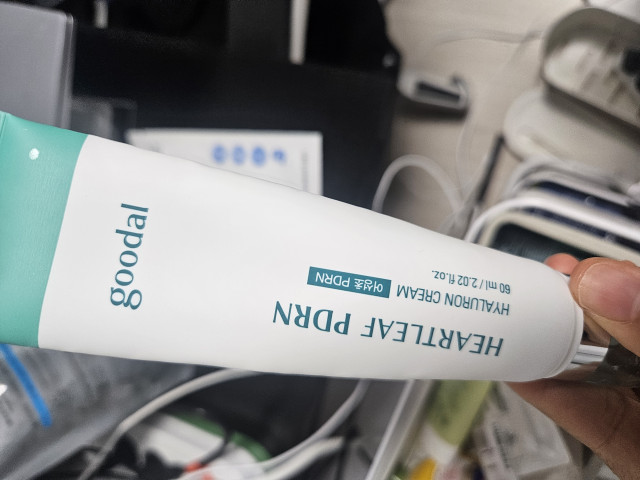 goodal
HEARTLEAF PDRN
HYALURON CREAM 어성초 PDRN
60 ml / 2.02 fl.oz.